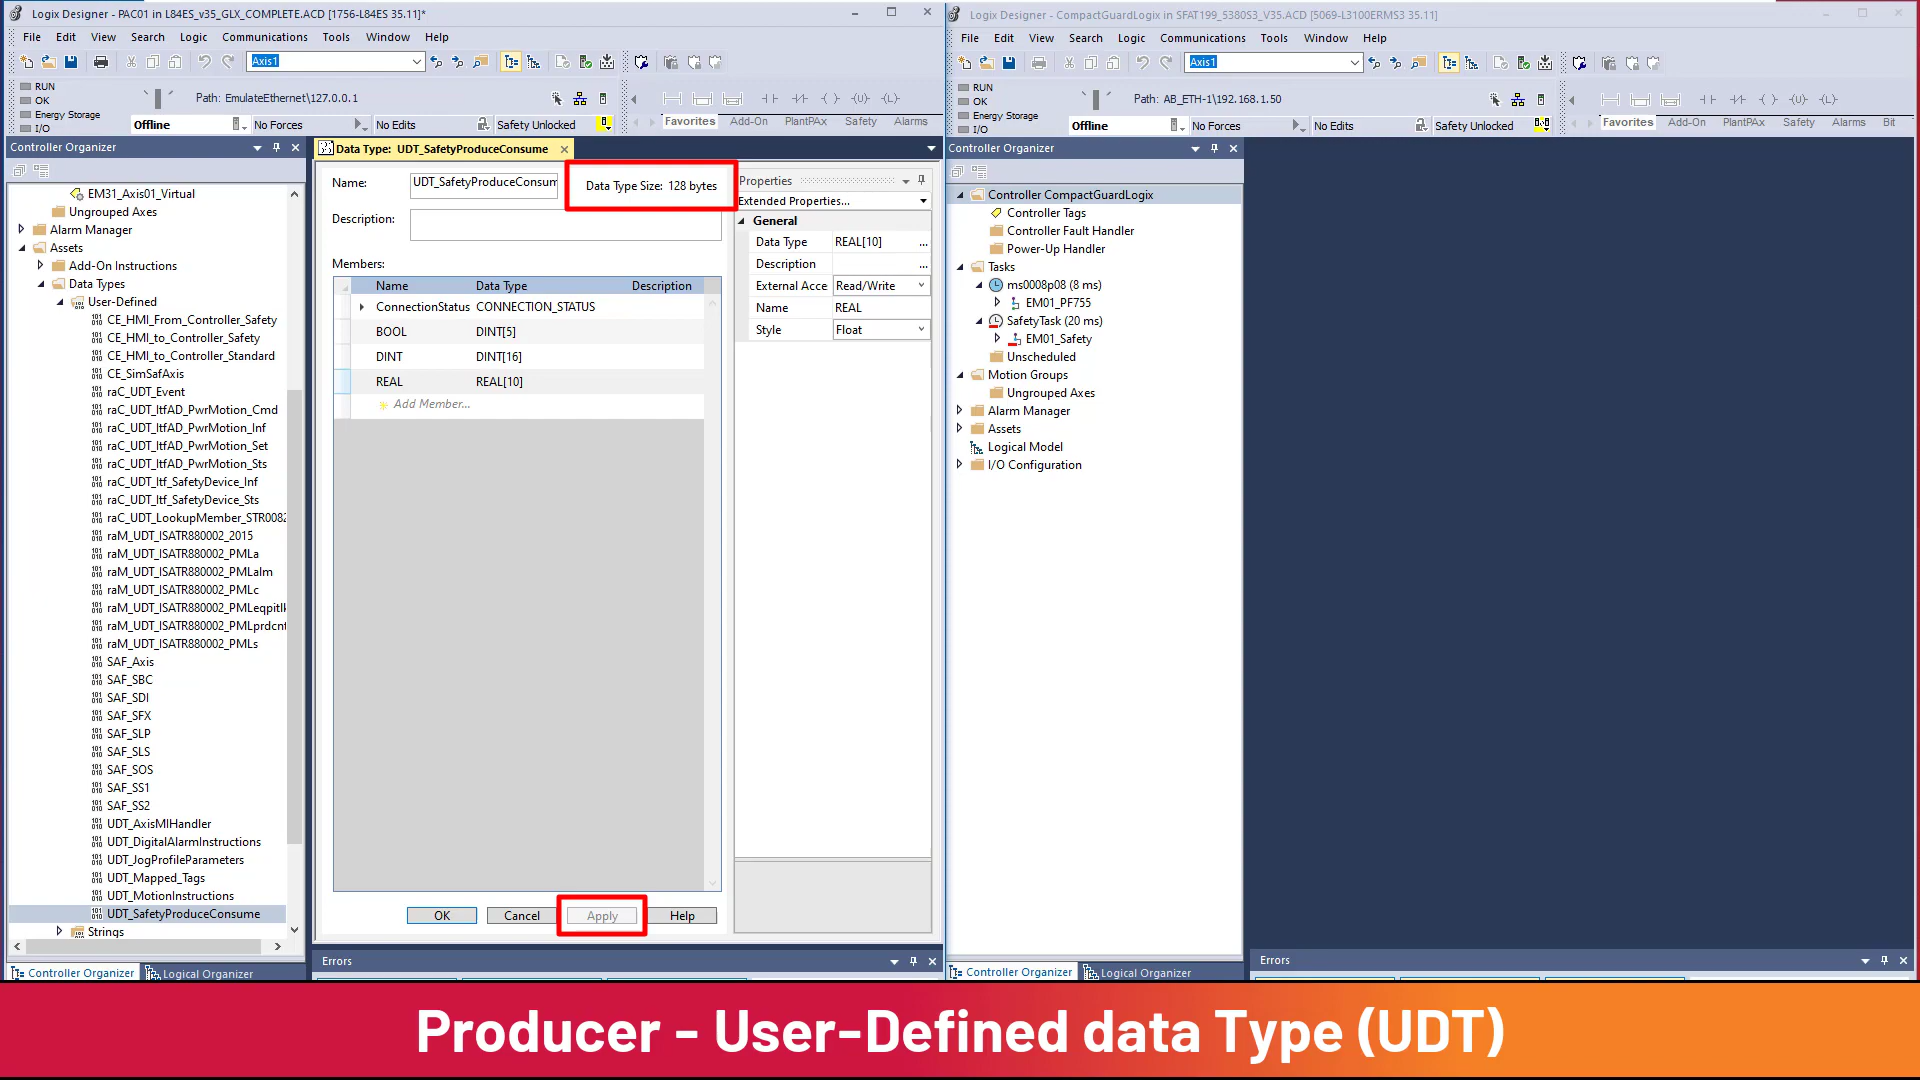 Logix Designer - PAC01 in L84ES_v35_GLX_COMPLETE.ACD [1756-L84ES 35.11]*
File Edit View Search Logic Communications Tools Window Help
Axis1
RUN
OK
Energy Storage
I/O
Path: EmulateEthernet\127.0.0.1
Offline
No Forces
No Edits
Safety Unlocked
Favorites Add-On PlantPAx Safety Alarms
Controller Organizer
EM31_Axis01_Virtual
Ungrouped Axes
Alarm Manager
Assets
Add-On Instructions
Data Types
User-Defined
CE_HMI_From_Controller_Safety
CE_HMI_to_Controller_Safety
CE_HMI_to_Controller_Standard
CE_SimSafAxis
raC_UDT_Event
raC_UDT_ItfAD_PwrMotion_Cmd
raC_UDT_ItfAD_PwrMotion_Inf
raC_UDT_ItfAD_PwrMotion_Set
raC_UDT_ItfAD_PwrMotion_Sts
raC_UDT_Itf_SafetyDevice_Inf
raC_UDT_Itf_SafetyDevice_Sts
raC_UDT_LookupMember_STR0082
raM_UDT_ISATR880002_2015
raM_UDT_ISATR880002_PMLa
raM_UDT_ISATR880002_PMLalm
raM_UDT_ISATR880002_PMLc
raM_UDT_ISATR880002_PMLeqpitlk
raM_UDT_ISATR880002_PMLprdcnt
raM_UDT_ISATR880002_PMLs
SAF_Axis
SAF_SBC
SAF_SDI
SAF_SFX
SAF_SLP
SAF_SLS
SAF_SOS
SAF_SS1
SAF_SS2
UDT_AxisMIHandler
UDT_DigitalAlarmInstructions
UDT_JogProfileParameters
UDT_Mapped_Tags
UDT_MotionInstructions
UDT_SafetyProduceConsume
Strings
Controller Organizer
Logical Organizer
Data Type: UDT_SafetyProduceConsume
Name:
UDT_SafetyProduceConsum
Data Type Size: 128 bytes
Description:
Members:
Name Data Type Description
ConnectionStatus CONNECTION_STATUS
BOOL DINT[5]
DINT DINT[16]
REAL REAL[10]
Add Member...
OK Cancel Apply Help
Properties
Extended Properties...
General
Data Type REAL[10] ...
Description ...
External Acce Read/Write
Name REAL
Style Float
Errors
Logix Designer - CompactGuardLogix in SFAT199_5380S3_V35.ACD [5069-L3100ERMS3 35.11]
File Edit View Search Logic Communications Tools Window Help
Axis1
RUN
OK
Energy Storage
I/O
Path: AB_ETH-1\192.168.1.50
Offline
No Forces
No Edits
Safety Unlocked
Favorites Add-On PlantPAx Safety Alarms Bit
Controller Organizer
Controller CompactGuardLogix
Controller Tags
Controller Fault Handler
Power-Up Handler
Tasks
ms0008p08 (8 ms)
EM01_PF755
SafetyTask (20 ms)
EM01_Safety
Unscheduled
Motion Groups
Ungrouped Axes
Alarm Manager
Assets
Logical Model
I/O Configuration
Controller Organizer
Logical Organizer
Errors
Producer - User-Defined data Type (UDT)